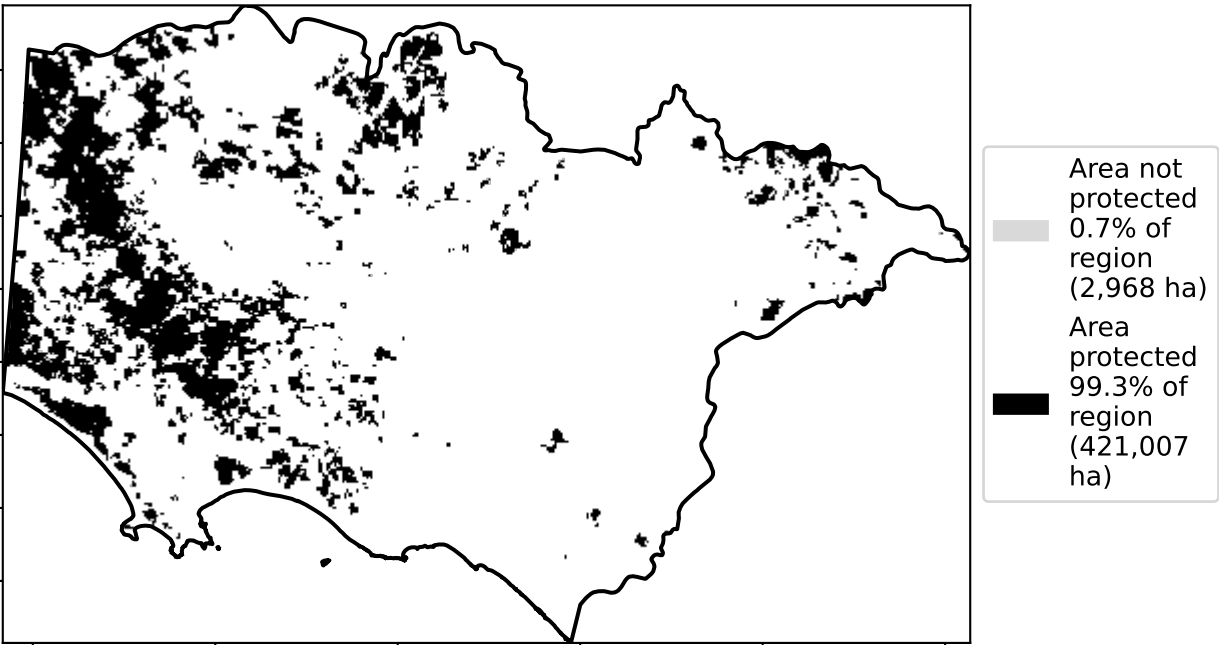 Area not
protected
0.7% of
region
(2,968 ha)
Area
protected
99.3% of
region
(421,007
ha)